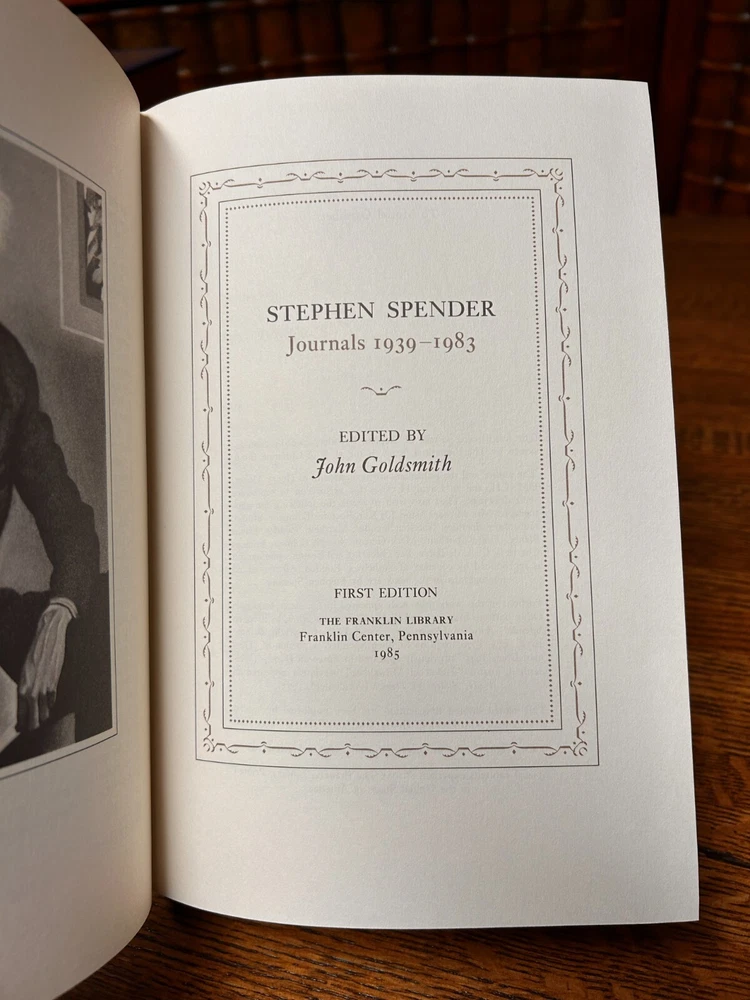 STEPHEN SPENDER
Journals 1939–1983
EDITED BY
John Goldsmith
FIRST EDITION
THE FRANKLIN LIBRARY
Franklin Center, Pennsylvania
1985